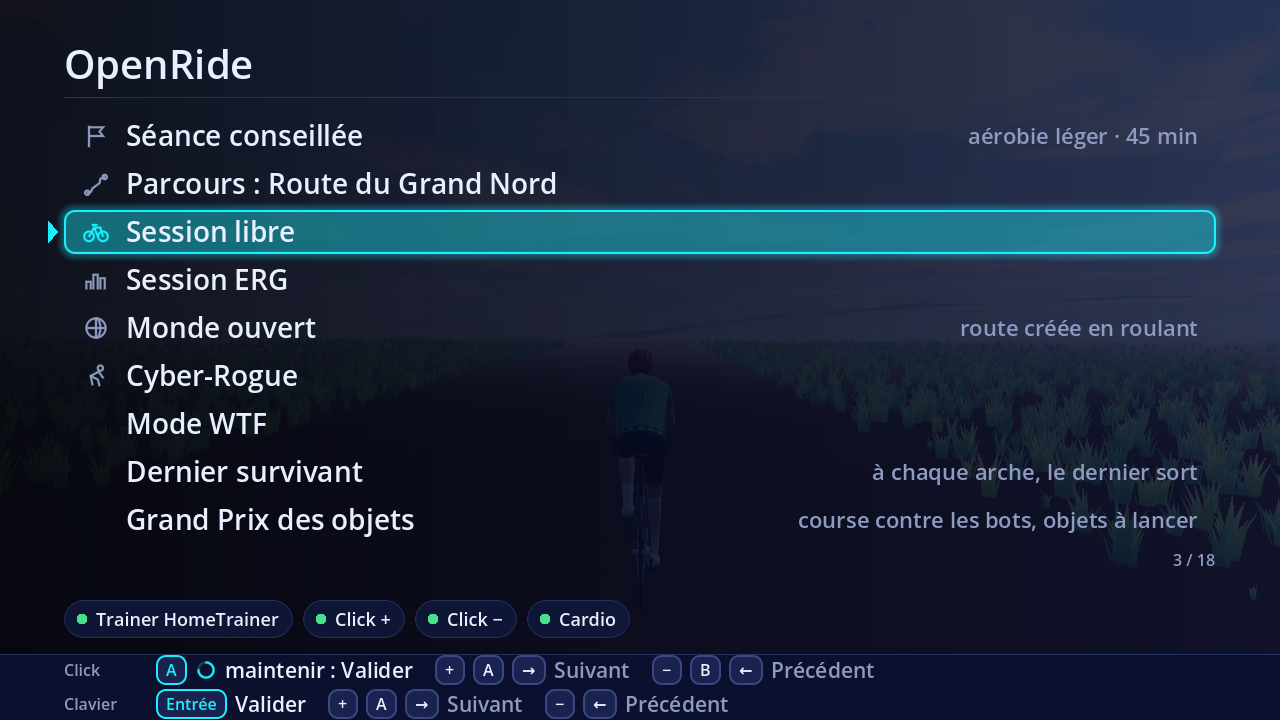 OpenRide
Séance conseillée aérobie léger · 45 min
Parcours : Route du Grand Nord
Session libre
Session ERG
Monde ouvert route créée en roulant
Cyber-Rogue
Mode WTF
Dernier survivant à chaque arche, le dernier sort
Grand Prix des objets course contre les bots, objets à lancer
3 / 18
Trainer HomeTrainer Click + Click − Cardio
Click A maintenir : Valider + A → Suivant − B ← Précédent
Clavier Entrée Valider + A → Suivant − ← Précédent